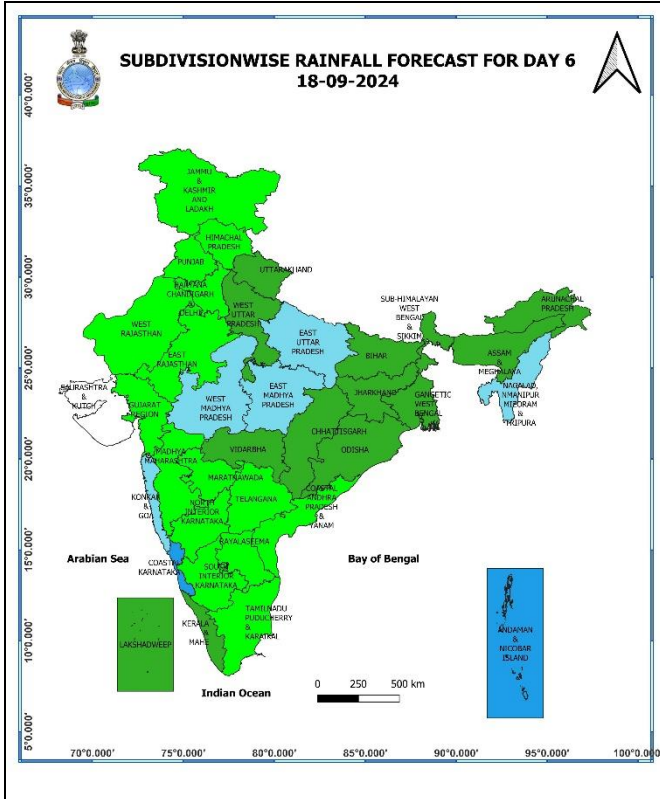 SUBDIVISIONWISE RAINFALL FORECAST FOR DAY 6
18-09-2024
40°0.000'
35°0.000'
30°0.000'
25°0.000'
20°0.000'
15°0.000'
10°0.000'
5°0.000'
JAMMU
&
KASHMIR
AND
LADAKH
HIMACHAL
PRADESH
PUNJAB
UTTARAKHAND
HARYANA
CHANDIGARH
&
DELHI
WEST
UTTAR
PRADESH
WEST
RAJASTHAN
EAST
RAJASTHAN
EAST
UTTAR
PRADESH
SUB-HIMALAYAN
WEST
BENGAL
&
SIKKIM
ARUNACHAL
PRADESH
ASSAM
&
MEGHALAYA
NAGALAD,
NMANIPUR
MIZORAM
&
TRIPURA
BIHAR
JHARKHAND
GANGETIC
WEST
BENGAL
SAURASHTRA
&
KUTCH
GUJARAT
REGION
WEST
MADHYA
PRADESH
EAST
MADHYA
PRADESH
CHHATTISGARH
ODISHA
VIDARBHA
MADHYA
MAHARASHTRA
MARATWADA
KONKAN
&
GOA
NORTH
INTERIOR
KARNATAKA
TELANGANA
COASTAL
ANDHRA
PRADESH
&
YANAM
RAYALASEEMA
COASTAL
KARNATAKA
SOUTH
INTERIOR
KARNATAKA
TAMILNADU
PUDUCHERRY
&
KARAIKAL
KERALA
&
MAHE
LAKSHADWEEP
ANDAMAN
&
NICOBAR
ISLAND
Arabian Sea
Bay of Bengal
Indian Ocean
0 250 500 km
70°0.000' 75°0.000' 80°0.000' 85°0.000' 90°0.000' 95°0.000' 100°0.000'